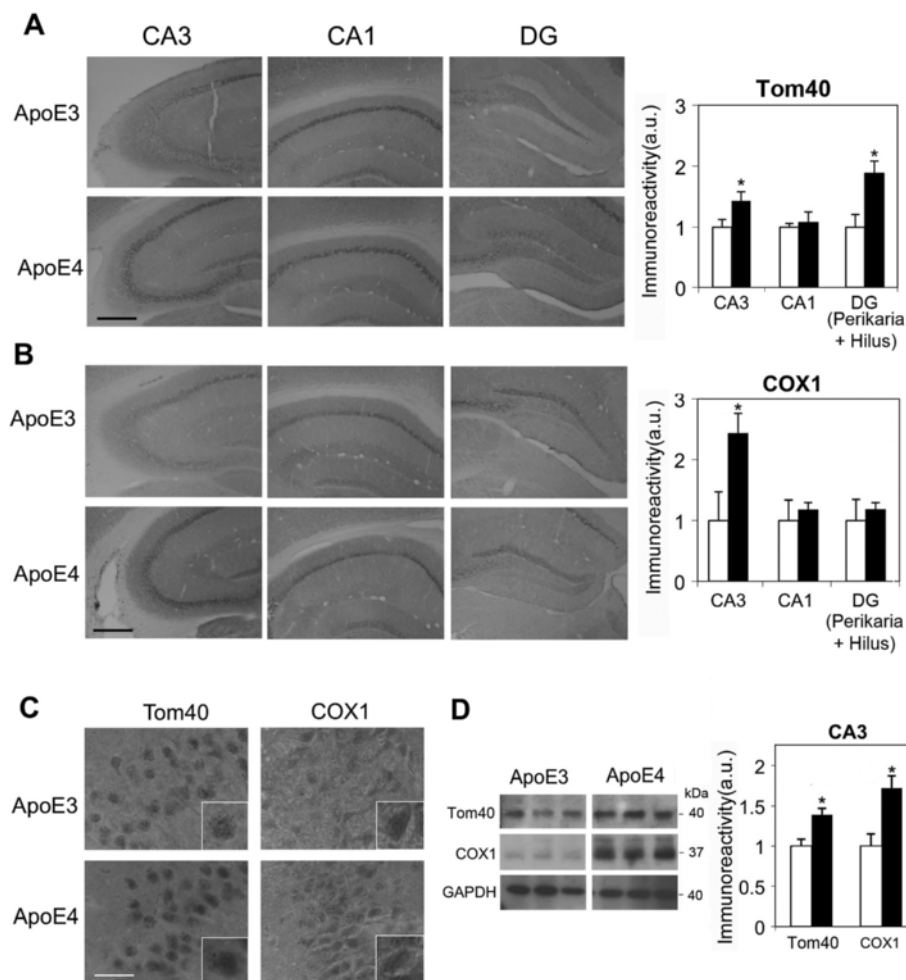 A
CA3 CA1 DG
ApoE3
ApoE4
Tom40
Immunoreactivity(a.u.)
3
2
1
0
* *
CA3 CA1 DG
(Perikaria
+ Hilus)
B
ApoE3
ApoE4
COX1
Immunoreactivity(a.u.)
3
2
1
0
*
CA3 CA1 DG
(Perikaria
+ Hilus)
C
Tom40 COX1
ApoE3
ApoE4
D
ApoE3 ApoE4
kDa
Tom40 - 40
COX1 - 37
GAPDH - 40
CA3
Immunoreactivity(a.u.)
2
1.5
1
0.5
0
* *
Tom40 COX1